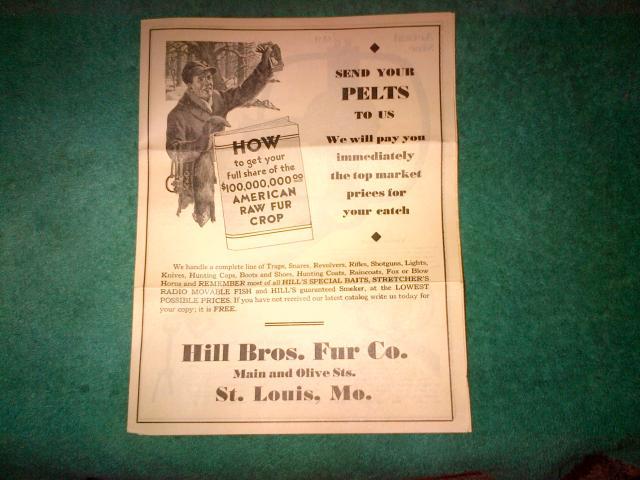 SEND YOUR
PELTS
TO US
We will pay you
immediately
the top market
prices for
your catch
HOW
to get your
full share of the
$100,000,000.00
AMERICAN
RAW FUR
CROP
We handle a complete line of Traps, Snares, Revolvers, Rifles, Shotguns, Lights,
Knives, Hunting Caps, Boots and Shoes, Hunting Coats, Raincoats, Fox or Blow
Horns and REMEMBER most of all HILL'S SPECIAL BAITS, STRETCHER'S
RADIO MOVABLE FISH and HILL'S guaranteed Smoker, at the LOWEST
POSSIBLE PRICES. If you have not received our latest catalog write us today for
your copy; it is FREE.
Hill Bros. Fur Co.
Main and Olive Sts.
St. Louis, Mo.